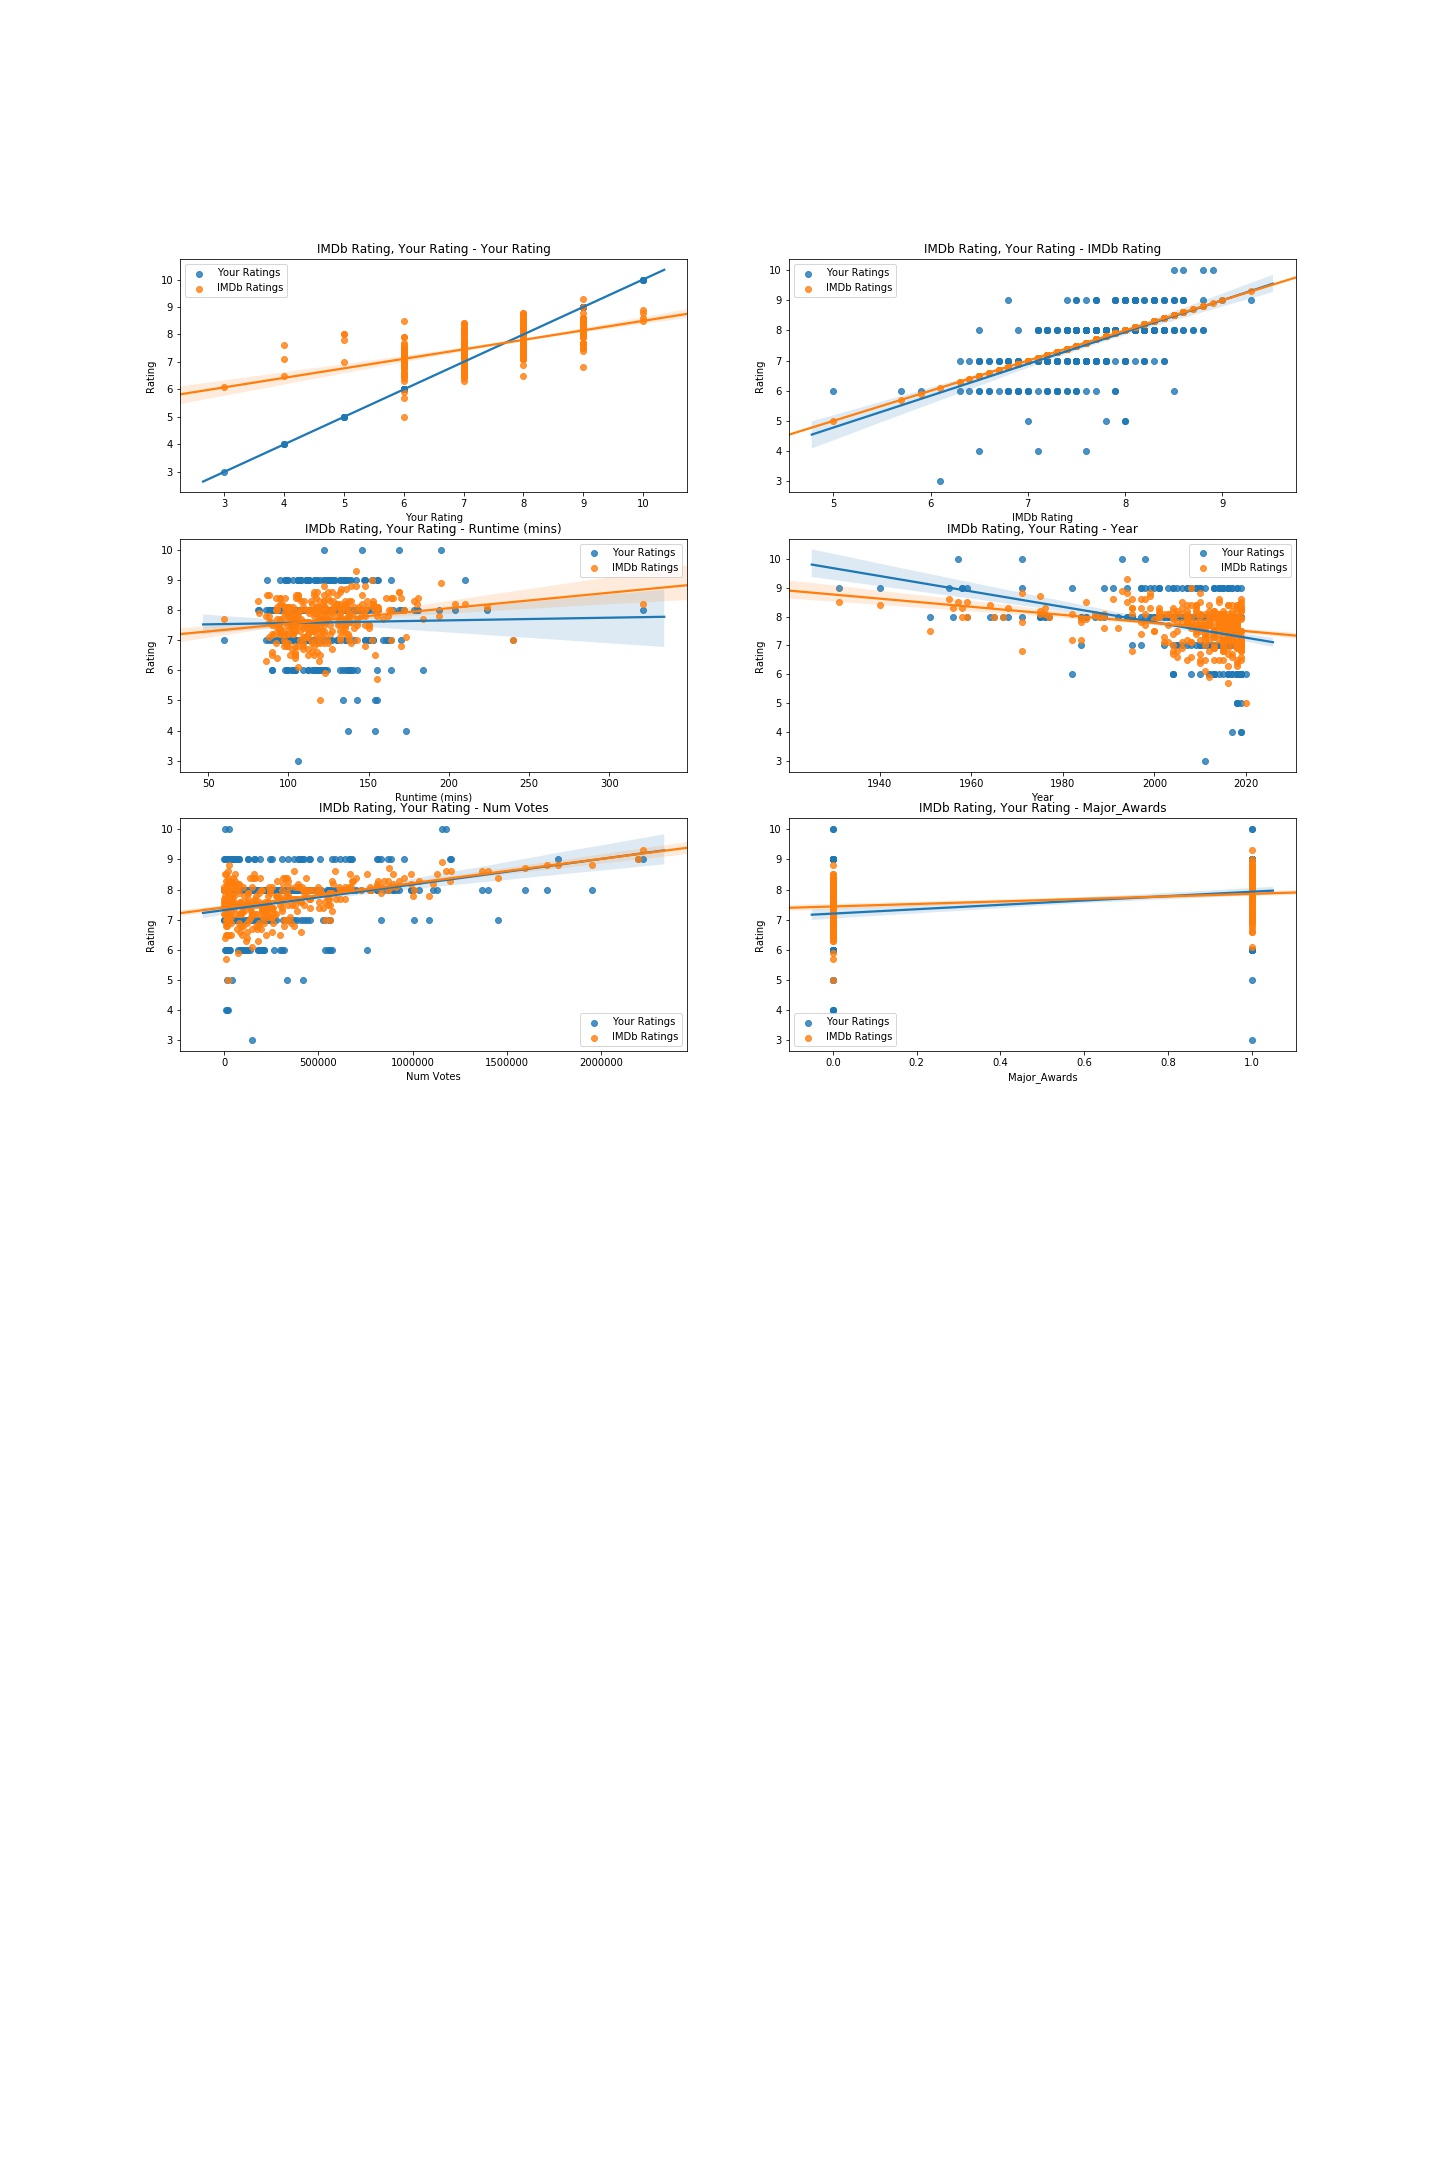 IMDb Rating, Your Rating - Your Rating
Your Ratings
IMDb Ratings
10
9
8
7
6
5
4
3
Rating
3 4 5 6 7 8 9 10
Your Rating
IMDb Rating, Your Rating - IMDb Rating
Your Ratings
IMDb Ratings
10
9
8
7
6
5
4
3
Rating
5 6 7 8 9
IMDb Rating
IMDb Rating, Your Rating - Runtime (mins)
Your Ratings
IMDb Ratings
10
9
8
7
6
5
4
3
Rating
50 100 150 200 250 300
Runtime (mins)
IMDb Rating, Your Rating - Year
Your Ratings
IMDb Ratings
10
9
8
7
6
5
4
3
Rating
1940 1960 1980 2000 2020
Year
IMDb Rating, Your Rating - Num Votes
10
9
8
7
6
5
4
3
Rating
Your Ratings
IMDb Ratings
0 500000 1000000 1500000 2000000
Num Votes
IMDb Rating, Your Rating - Major_Awards
10
9
8
7
6
5
4
3
Rating
Your Ratings
IMDb Ratings
0.0 0.2 0.4 0.6 0.8 1.0
Major_Awards